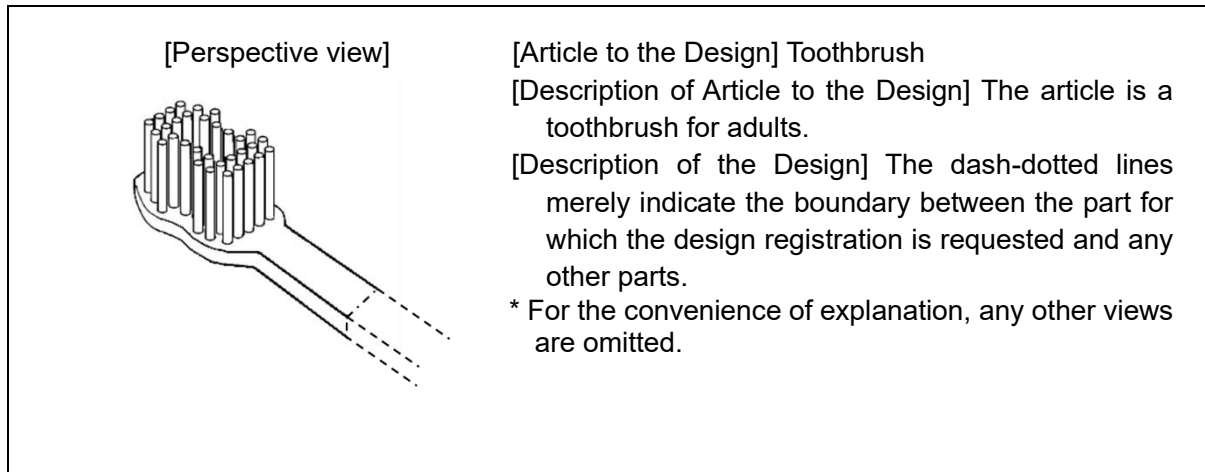 [Perspective view]
[Article to the Design] Toothbrush
[Description of Article to the Design] The article is a
toothbrush for adults.
[Description of the Design] The dash-dotted lines
merely indicate the boundary between the part for
which the design registration is requested and any
other parts.
* For the convenience of explanation, any other views
are omitted.